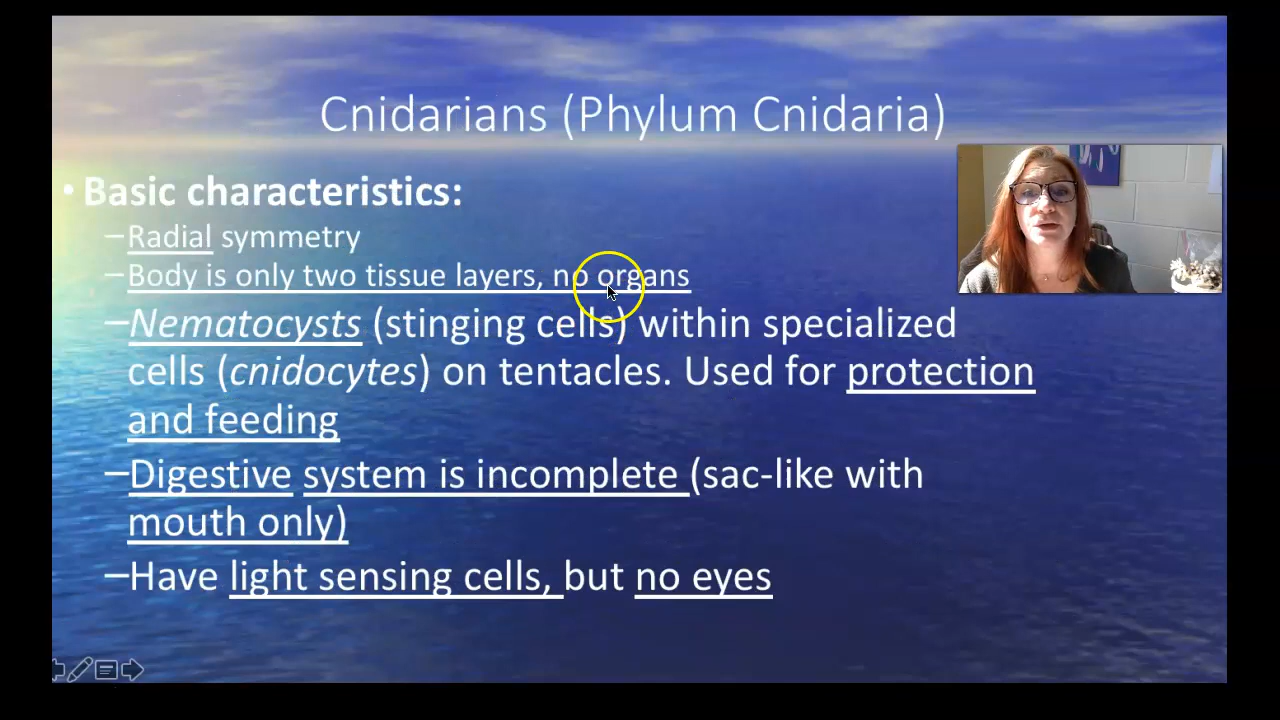 Cnidarians (Phylum Cnidaria)
• Basic characteristics:
–Radial symmetry
–Body is only two tissue layers, no organs
–Nematocysts (stinging cells) within specialized
cells (cnidocytes) on tentacles. Used for protection
and feeding
–Digestive system is incomplete (sac-like with
mouth only)
–Have light sensing cells, but no eyes